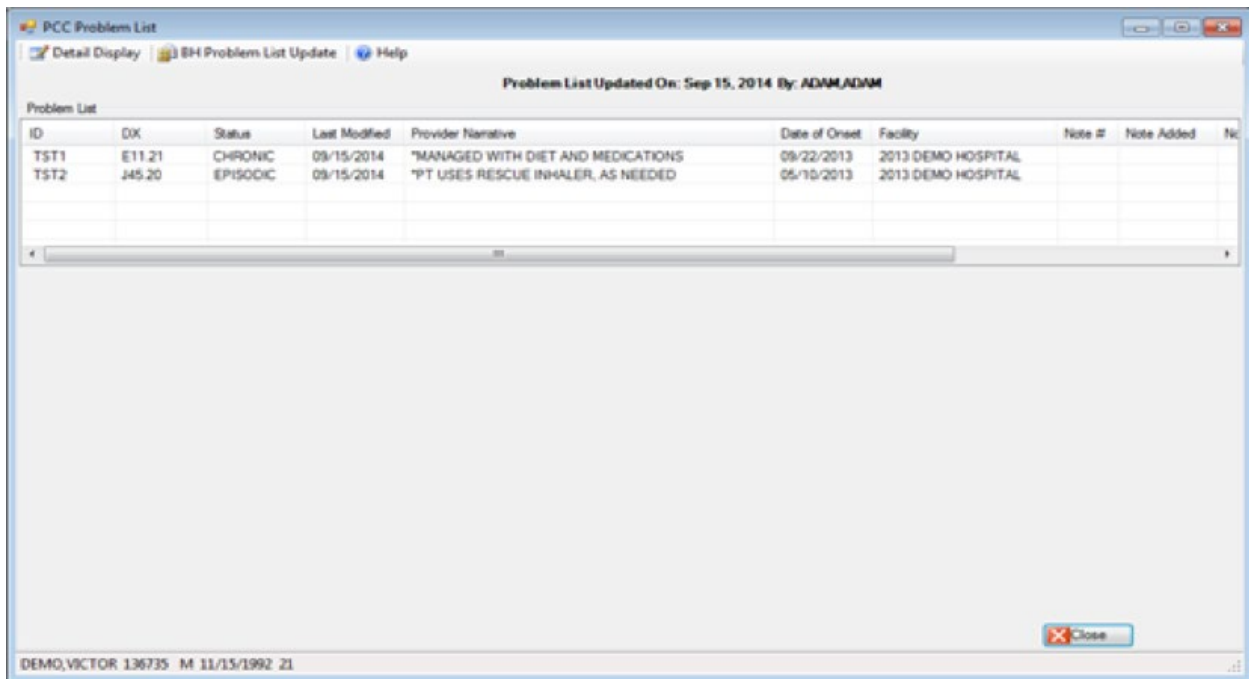 PCC Problem List
Detail Display BH Problem List Update Help
Problem List Updated On: Sep 15, 2014 By: ADAM,ADAM
Problem List
ID DX Status Last Modified Provider Narrative Date of Onset Facility Note # Note Added No
TST1 E11.21 CHRONIC 09/15/2014 *MANAGED WITH DIET AND MEDICATIONS 09/22/2013 2013 DEMO HOSPITAL
TST2 J45.20 EPISODIC 09/15/2014 *PT USES RESCUE INHALER, AS NEEDED 05/10/2013 2013 DEMO HOSPITAL
Close
DEMO,VICTOR 136735 M 11/15/1992 21